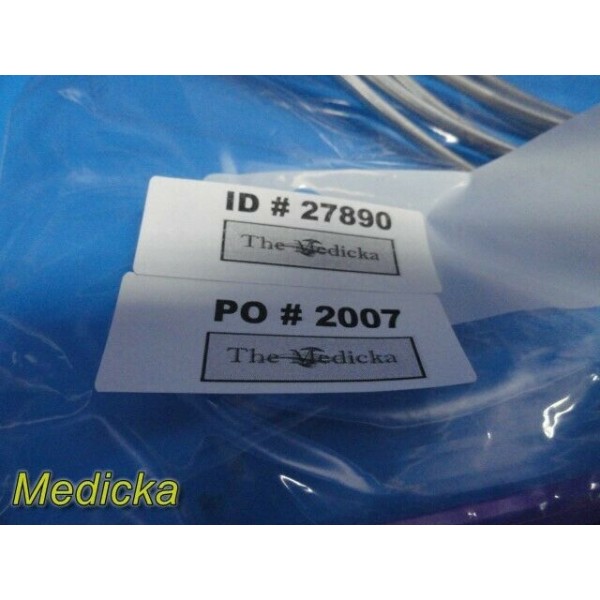 ID # 27890
The Medicka
PO # 2007
The Medicka
Medicka